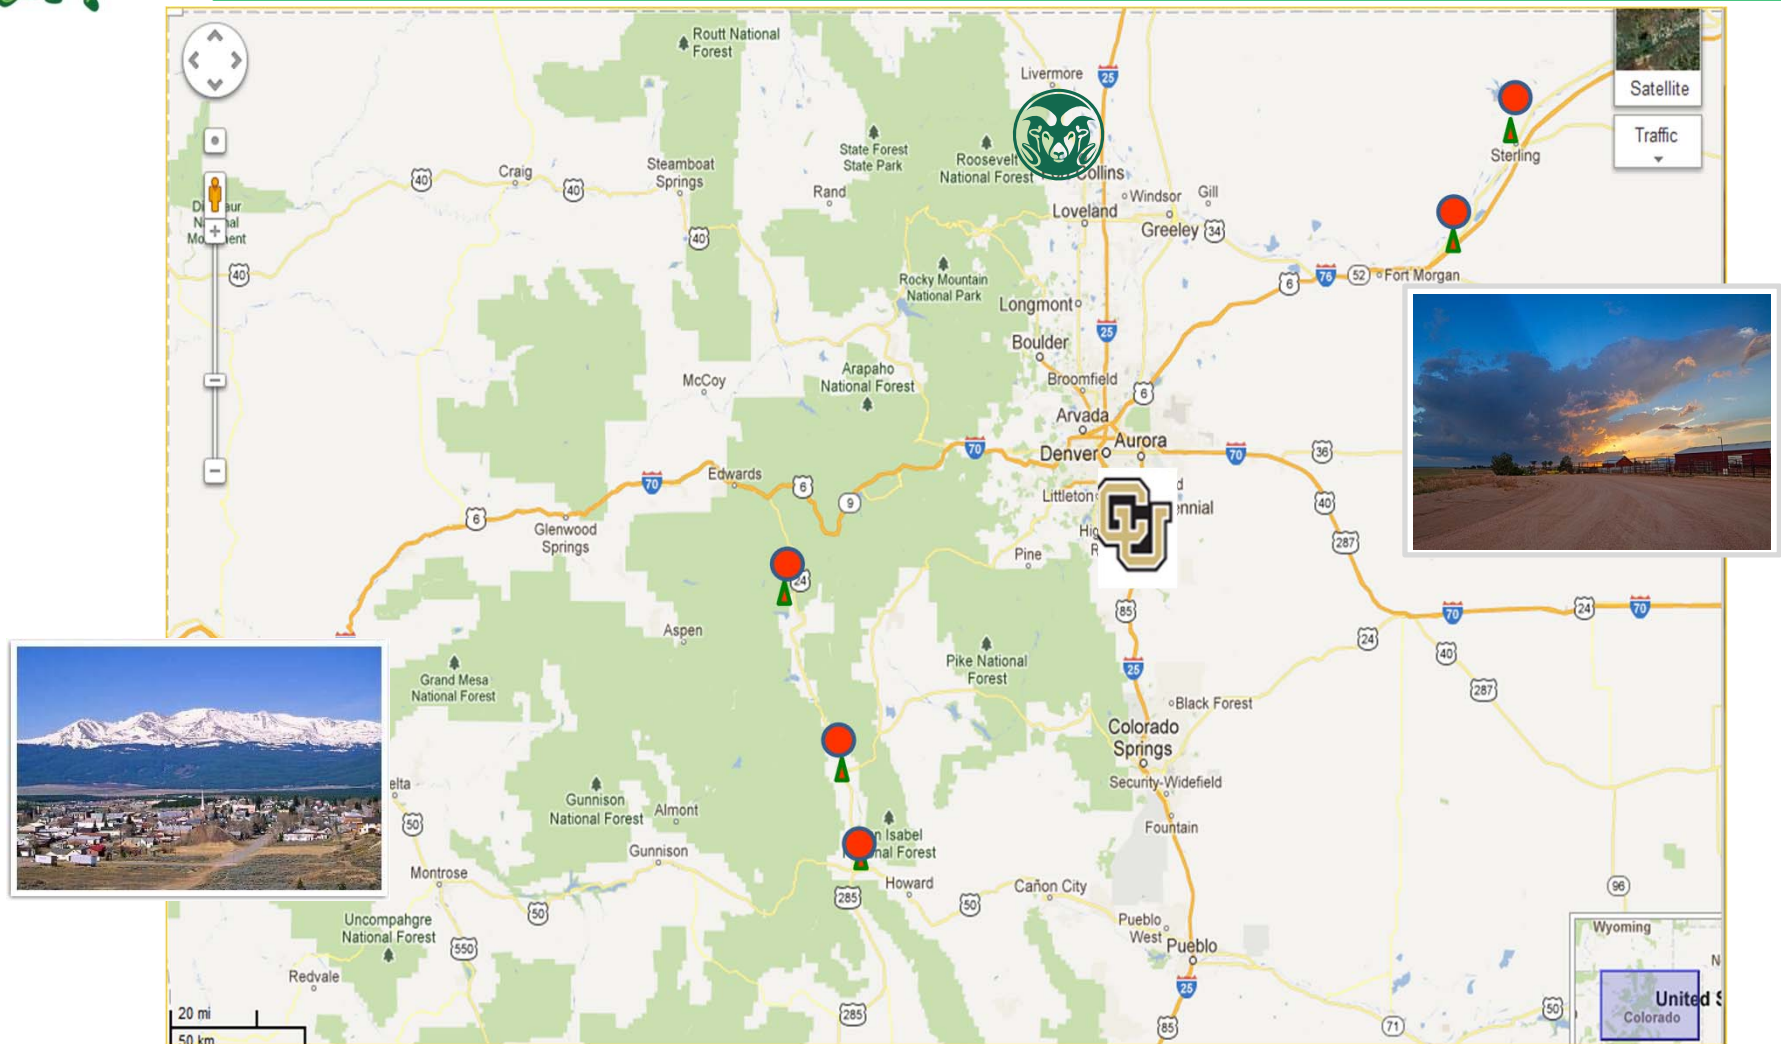 Routt National
Forest
Livermore
25
Satellite
Traffic
Sterling
State Forest
State Park
Roosevelt
National Forest
Collins
Steamboat
Springs
Craig
40
40
Rand
Windsor
Gill
Loveland
Greeley
34
40
40
Rocky Mountain
National Park
Longmont
6
76
52
Fort Morgan
25
Boulder
Arapaho
National Forest
McCoy
Broomfield
6
Arvada
Aurora
Denver
70
70
36
Edwards
70
6
9
Littleton
40
6
Glenwood
Springs
CU
Pine
287
24
85
24
70
70
24
Aspen
40
Pike National
Forest
25
Grand Mesa
National Forest
287
Black Forest
Colorado
Springs
Security-Widefield
elta
Gunnison
National Forest
Almont
50
Isabel
Forest
Fountain
Gunnison
Montrose
Howard
285
50
Cañon City
96
50
Uncompahgre
National Forest
550
Pueblo
West
Pueblo
Wyoming
Redvale
25
United S
Colorado
20 mi
50 km
285
85
71
50